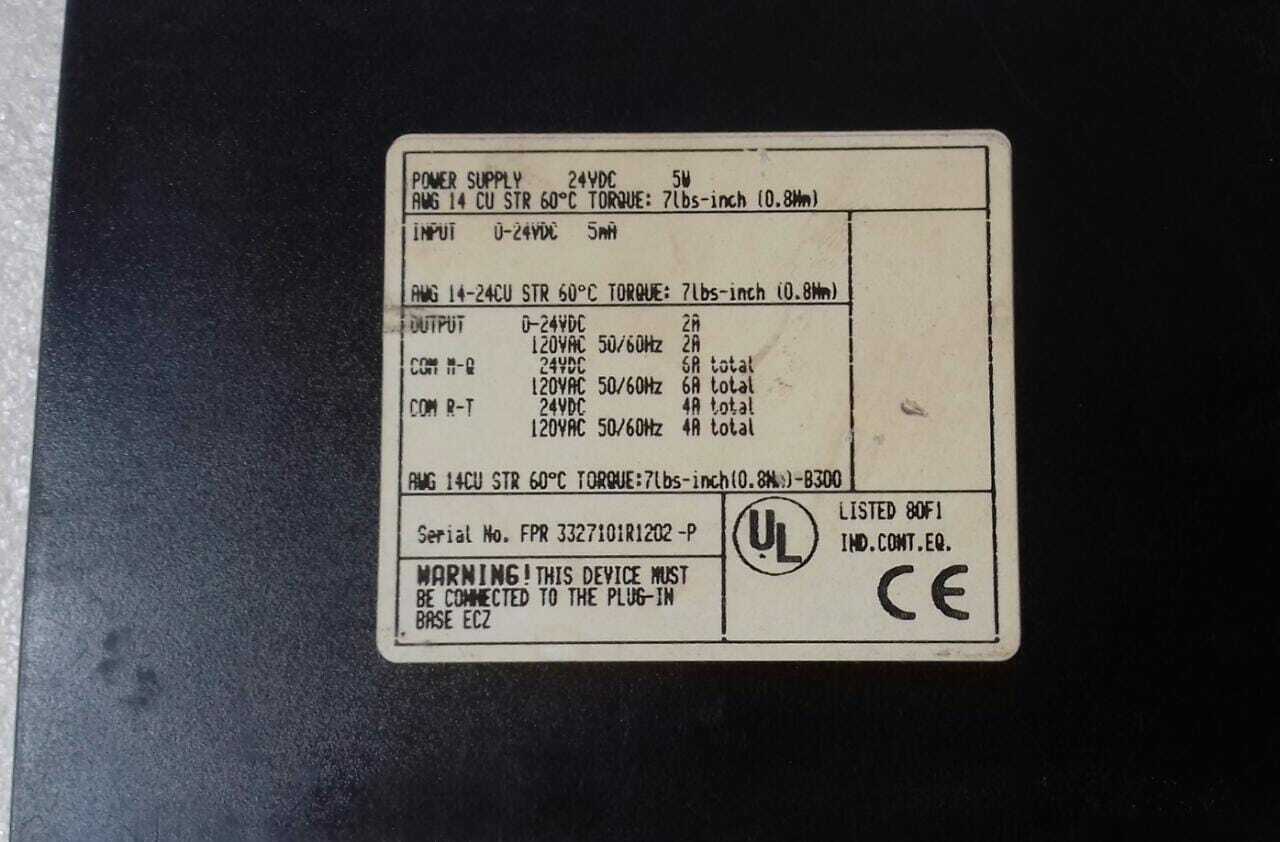 POWER SUPPLY 24VDC 5W
AWG 14 CU STR 60°C TORQUE: 7lbs-inch (0.8Nm)
INPUT 0-24VDC 5mA
AWG 14-24CU STR 60°C TORQUE: 7lbs-inch (0.8Nm)
OUTPUT 0-24VDC 2A
120VAC 50/60Hz 2A
COM M-Q 24VDC 6A total
120VAC 50/60Hz 6A total
COM R-T 24VDC 4A total
120VAC 50/60Hz 4A total
AWG 14CU STR 60°C TORQUE:7lbs-inch(0.8Nm)-B300
Serial No. FPR 3327101R1202-P
WARNING! THIS DEVICE MUST
BE CONNECTED TO THE PLUG-IN
BASE ECZ
UL
LISTED 80F1
IND.CONT.EQ.
CE